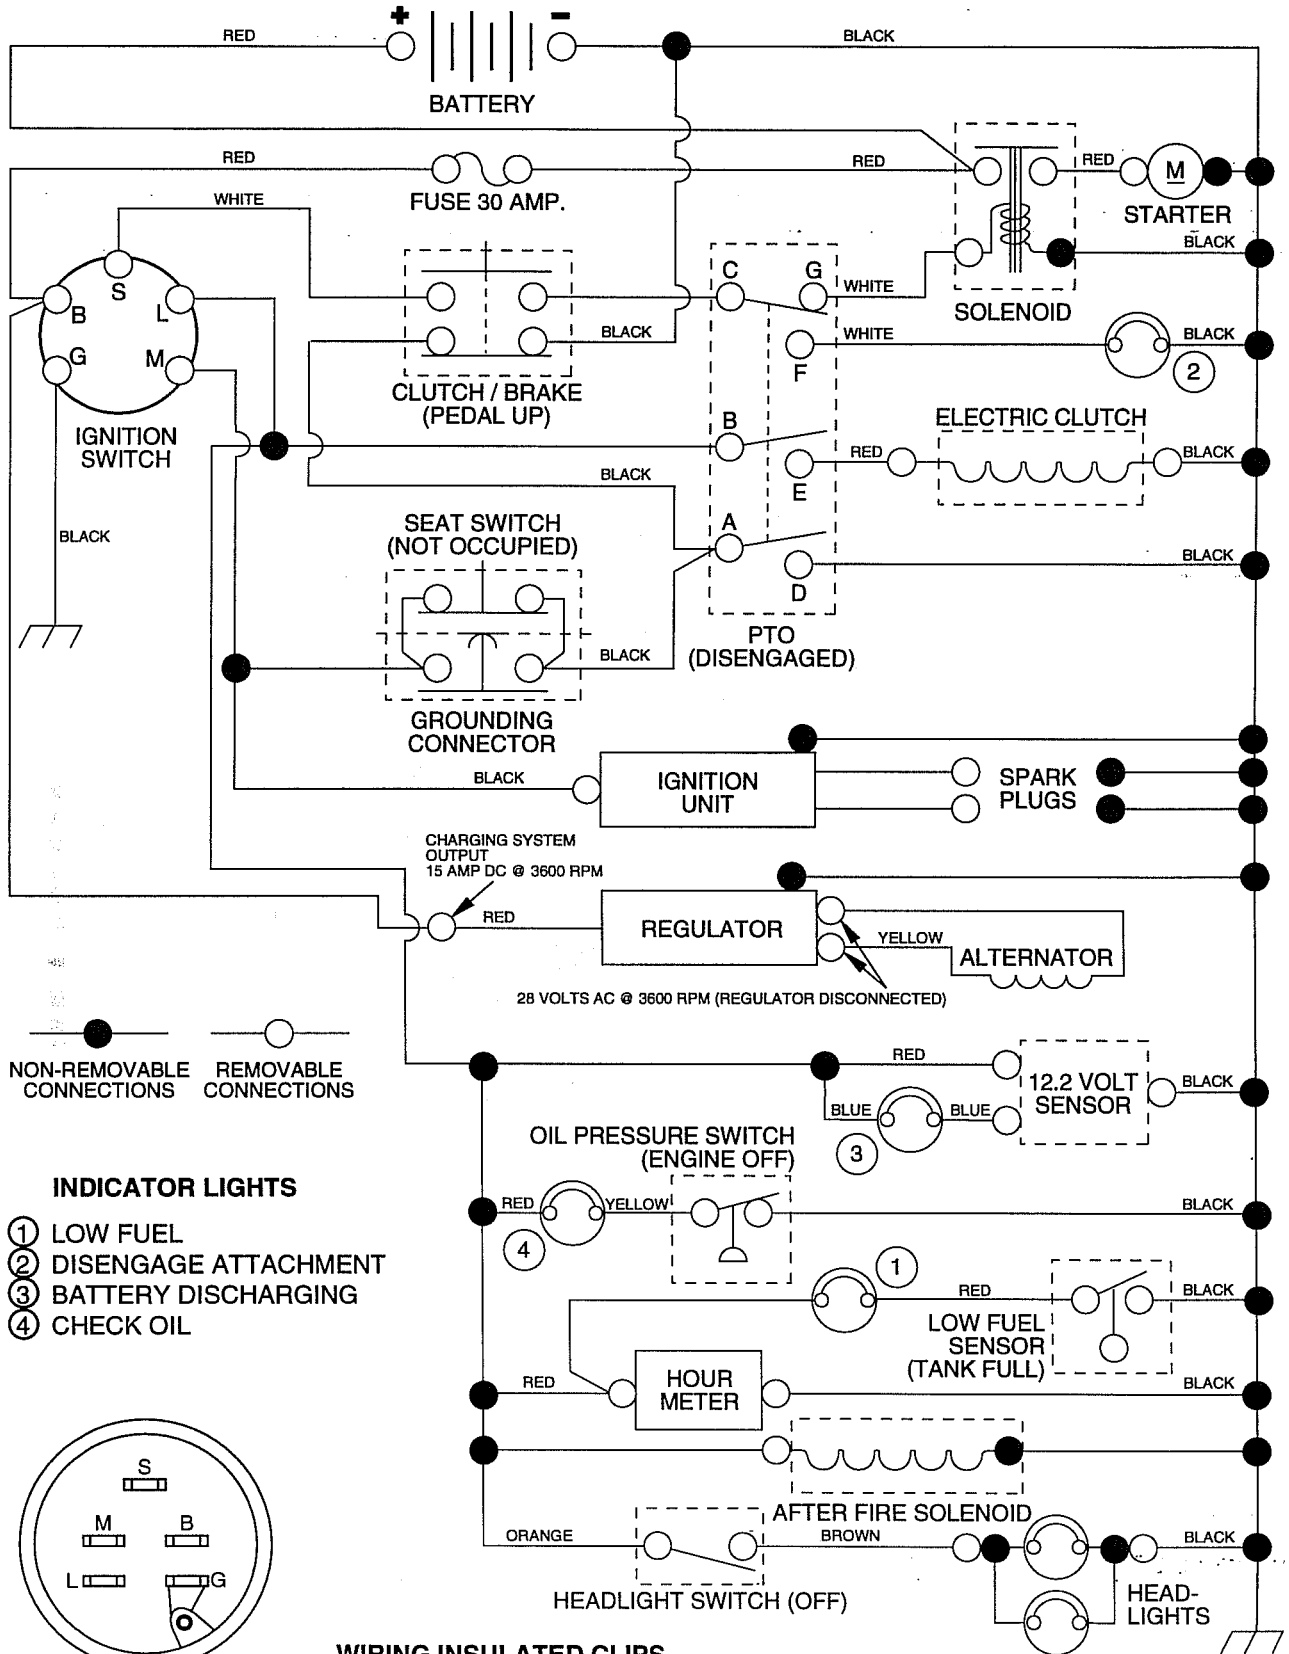 + -
RED
BLACK
BATTERY
RED
RED
RED
M
FUSE 30 AMP.
STARTER
WHITE
BLACK
S
C
G
WHITE
SOLENOID
B
L
BLACK
WHITE
BLACK
F
2
G
M
CLUTCH / BRAKE
(PEDAL UP)
ELECTRIC CLUTCH
IGNITION
SWITCH
B
RED
BLACK
E
BLACK
BLACK
SEAT SWITCH
(NOT OCCUPIED)
A
BLACK
D
PTO
(DISENGAGED)
BLACK
GROUNDING
CONNECTOR
BLACK
IGNITION
UNIT
SPARK
PLUGS
CHARGING SYSTEM
OUTPUT
15 AMP DC @ 3600 RPM
RED
REGULATOR
YELLOW
ALTERNATOR
28 VOLTS AC @ 3600 RPM (REGULATOR DISCONNECTED)
NON-REMOVABLE
CONNECTIONS
REMOVABLE
CONNECTIONS
RED
12.2 VOLT
SENSOR
BLACK
BLUE
BLUE
3
OIL PRESSURE SWITCH
(ENGINE OFF)
INDICATOR LIGHTS
1 LOW FUEL
2 DISENGAGE ATTACHMENT
3 BATTERY DISCHARGING
4 CHECK OIL
RED
YELLOW
BLACK
4
1
RED
BLACK
LOW FUEL
SENSOR
(TANK FULL)
RED
HOUR
METER
BLACK
AFTER FIRE SOLENOID
ORANGE
BROWN
BLACK
HEADLIGHT SWITCH (OFF)
HEAD-
LIGHTS
S
M
B
L
G
WIRING INSULATED CLIPS